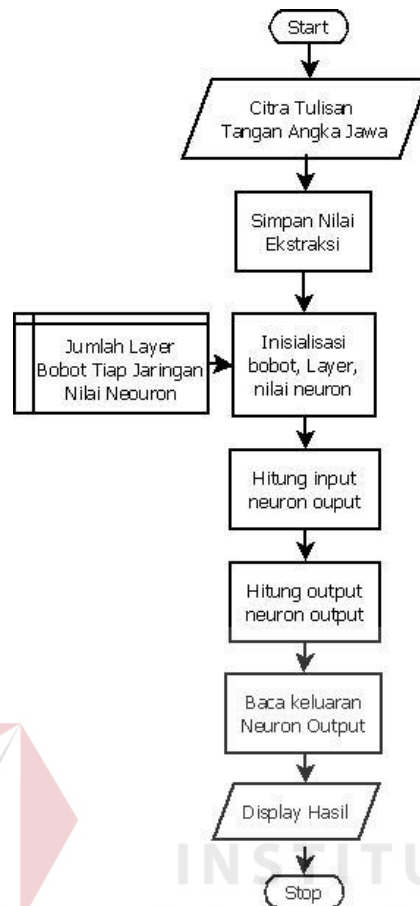 Start
Citra Tulisan
Tangan Angka Jawa
Simpan Nilai
Ekstraksi
Jumlah Layer
Bobot Tiap Jaringan
Nilai Neouron
Inisialisasi
bobot, Layer,
nilai neuron
Hitung input
neuron ouput
Hitung output
neuron output
Baca keluaran
Neuron Output
Display Hasil
INSTITU
Stop